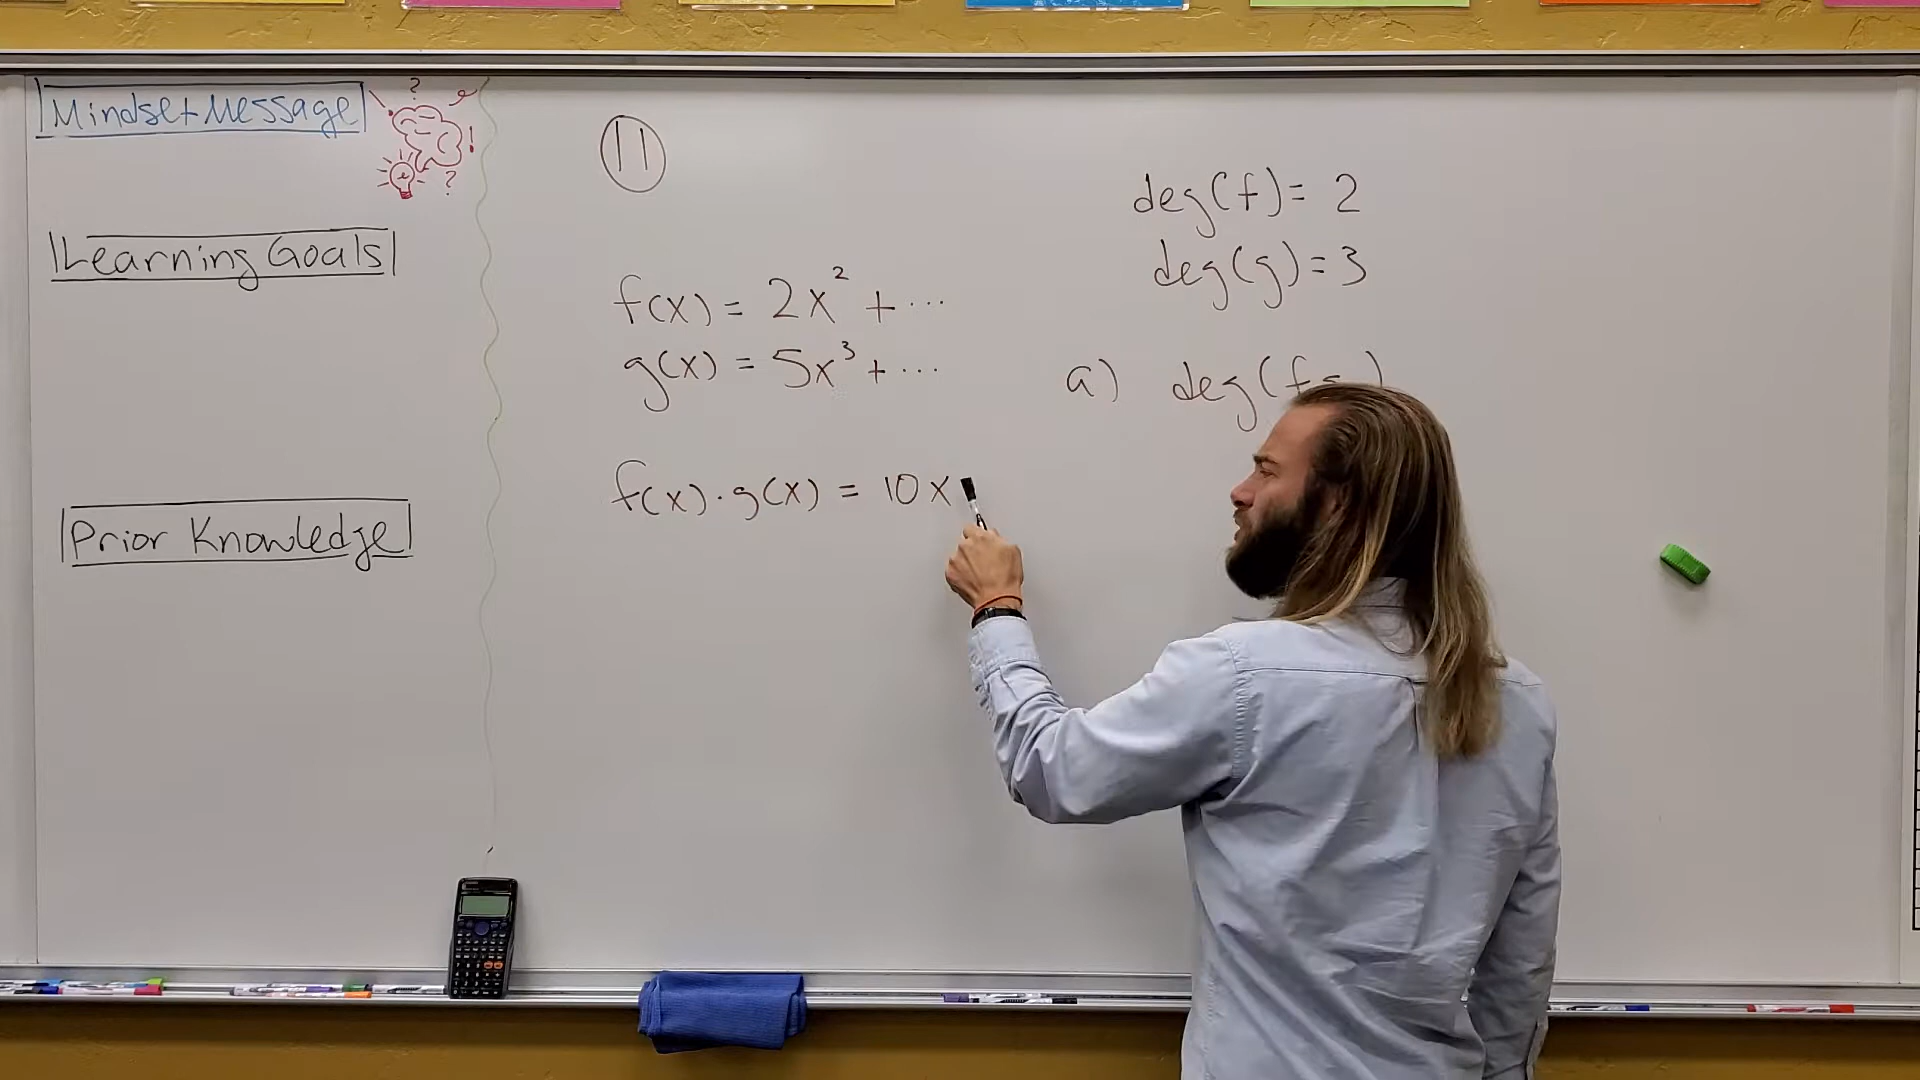 Mindset Message
?
!
?
Learning Goals
Prior Knowledge
11
f(x) = 2x² + ...
g(x) = 5x³ + ...
f(x)·g(x) = 10x
deg(f) = 2
deg(g) = 3
a) deg(f